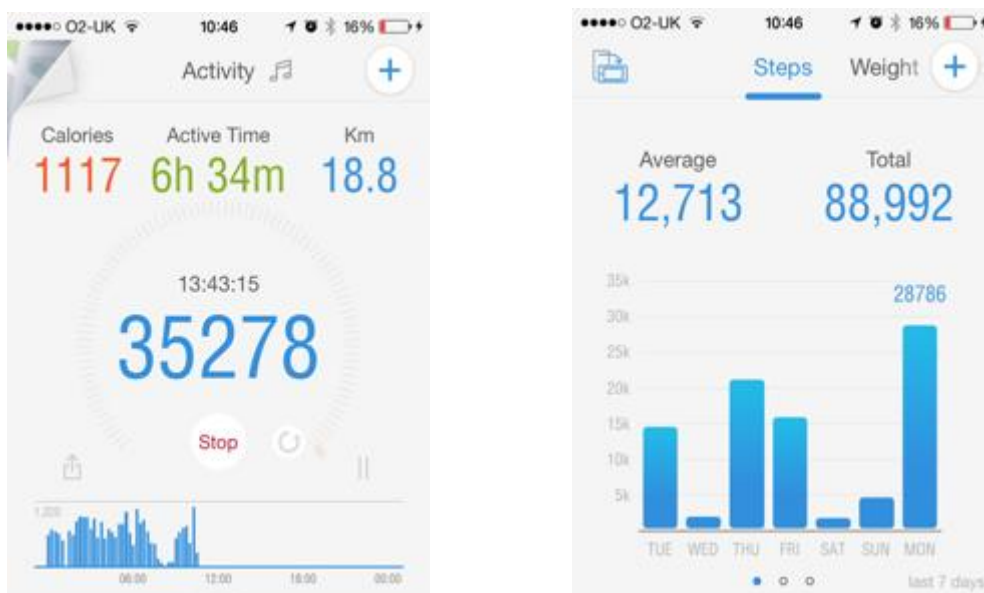 O2-UK 10:46 16%
Activity
Calories Active Time Km
1117 6h 34m 18.8
13:43:15
35278
Stop
1,000
06:00 12:00 18:00 00:00
O2-UK 10:46 16%
Steps Weight
Average Total
12,713 88,992
28786
35k
30k
25k
20k
15k
10k
5k
TUE WED THU FRI SAT SUN MON
last 7 days